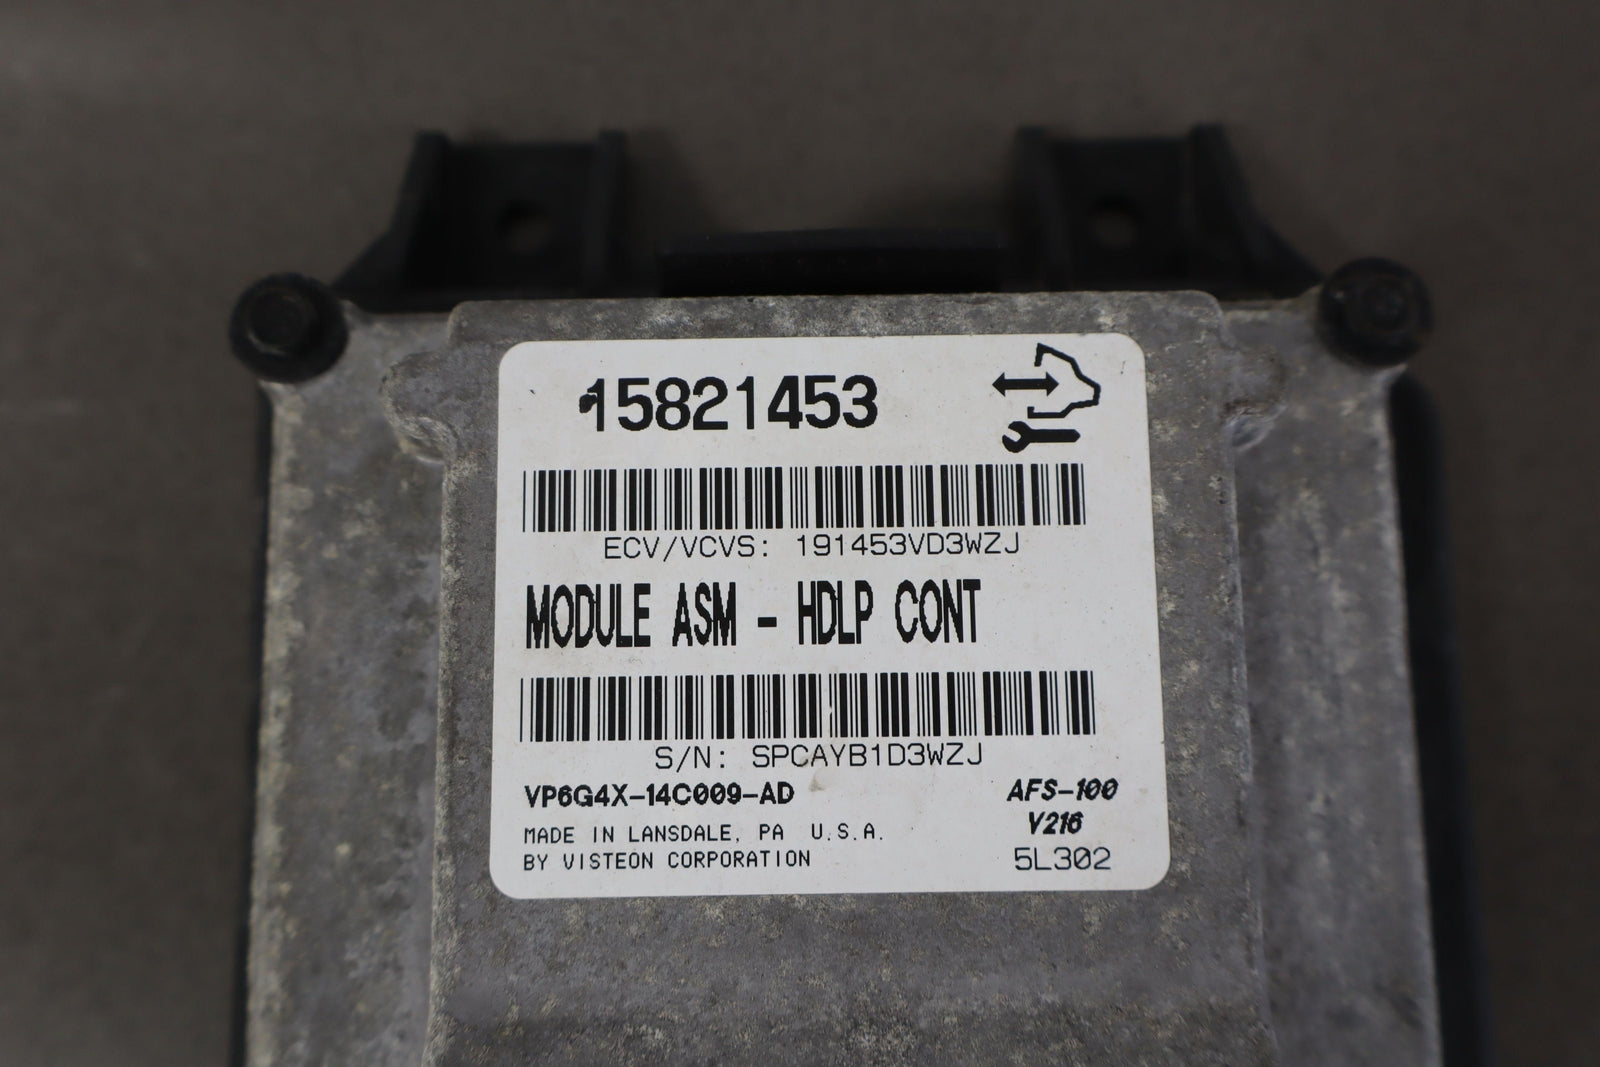 15821453
ECV/VCVS: 191453VD3WZJ
MODULE ASM - HDLP CONT
S/N: SPCAYB1D3WZJ
VP6G4X-14C009-AD
AFS-100
V216
MADE IN LANSDALE, PA U.S.A.
BY VISTEON CORPORATION
5L302